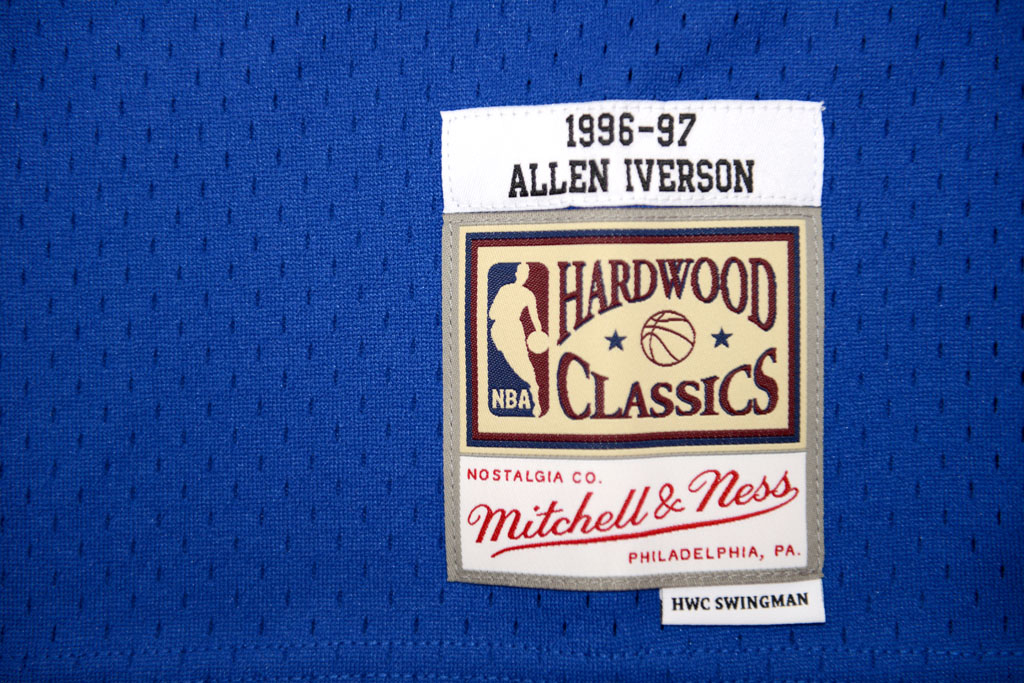 1996-97
ALLEN IVERSON
HARDWOOD
CLASSICS
NBA
NOSTALGIA CO.
Mitchell & Ness
PHILADELPHIA, PA.
HWC SWINGMAN